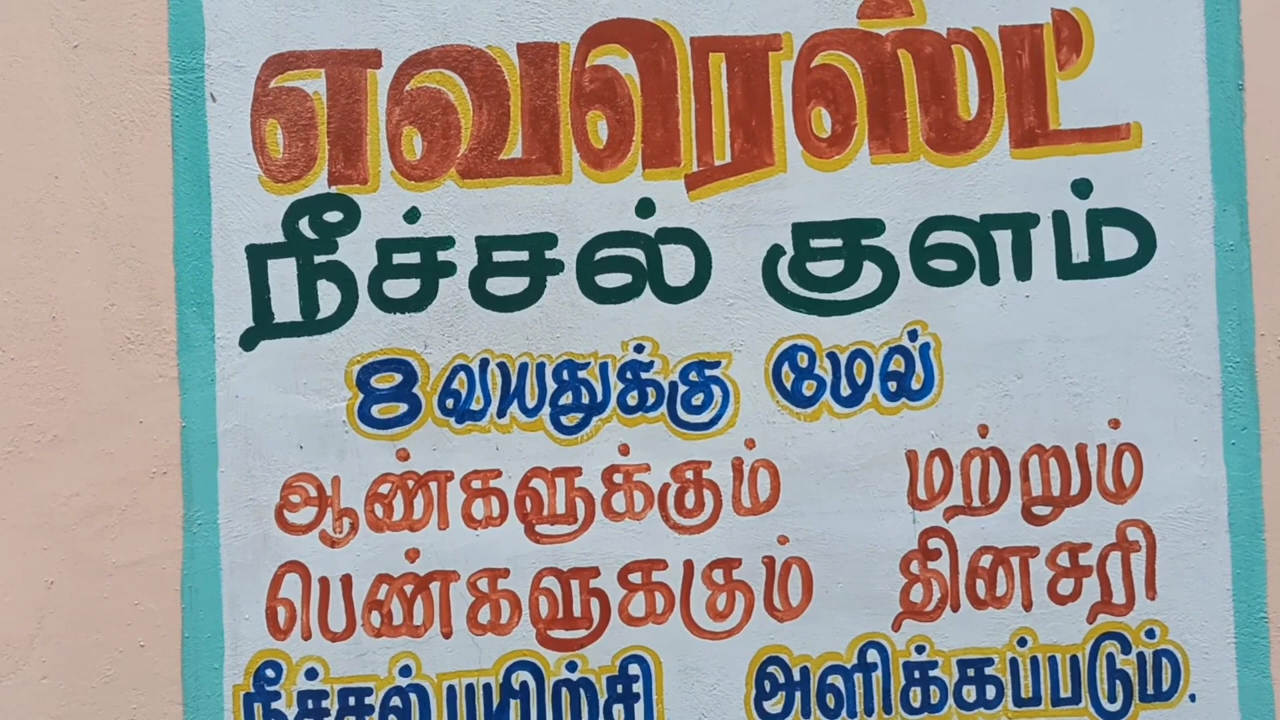 எவரெஸ்ட்
நீச்சல் குளம்
8 வயதுக்கு மேல்
ஆண்களுக்கும் மற்றும்
பெண்களுககும் தினசரி
நீச்சல் பயிற்சி அளிக்கப்படும்.